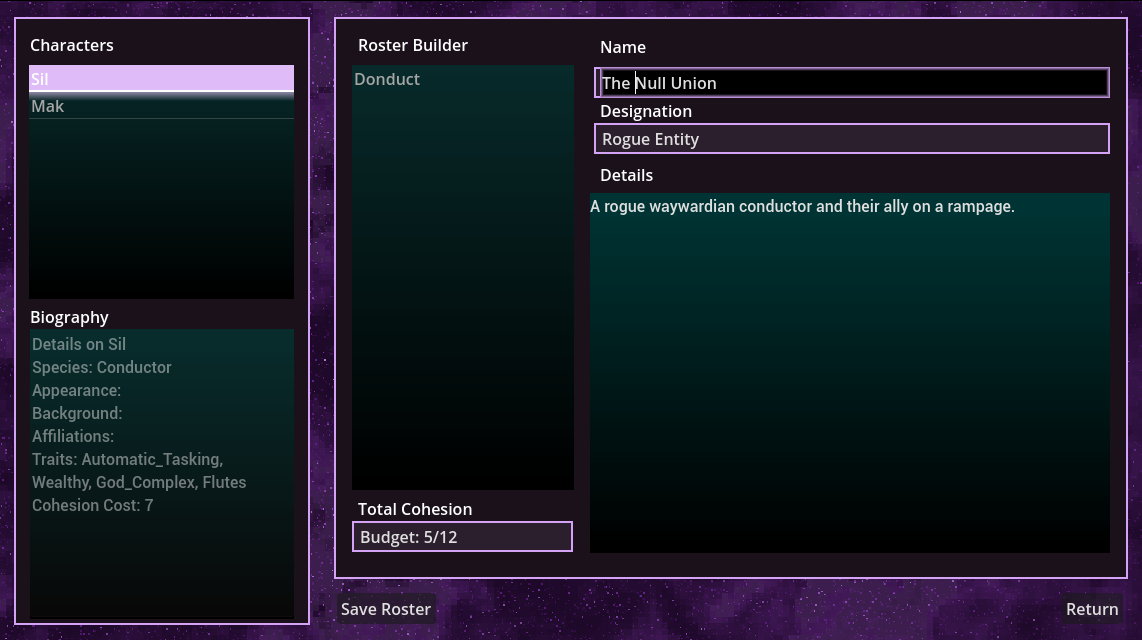 Characters
Sil
Mak
Biography
Details on Sil
Species: Conductor
Appearance:
Background:
Affiliations:
Traits: Automatic_Tasking,
Wealthy, God_Complex, Flutes
Cohesion Cost: 7
Roster Builder
Donduct
Total Cohesion
Budget: 5/12
Name
The Null Union
Designation
Rogue Entity
Details
A rogue waywardian conductor and their ally on a rampage.
Save Roster
Return